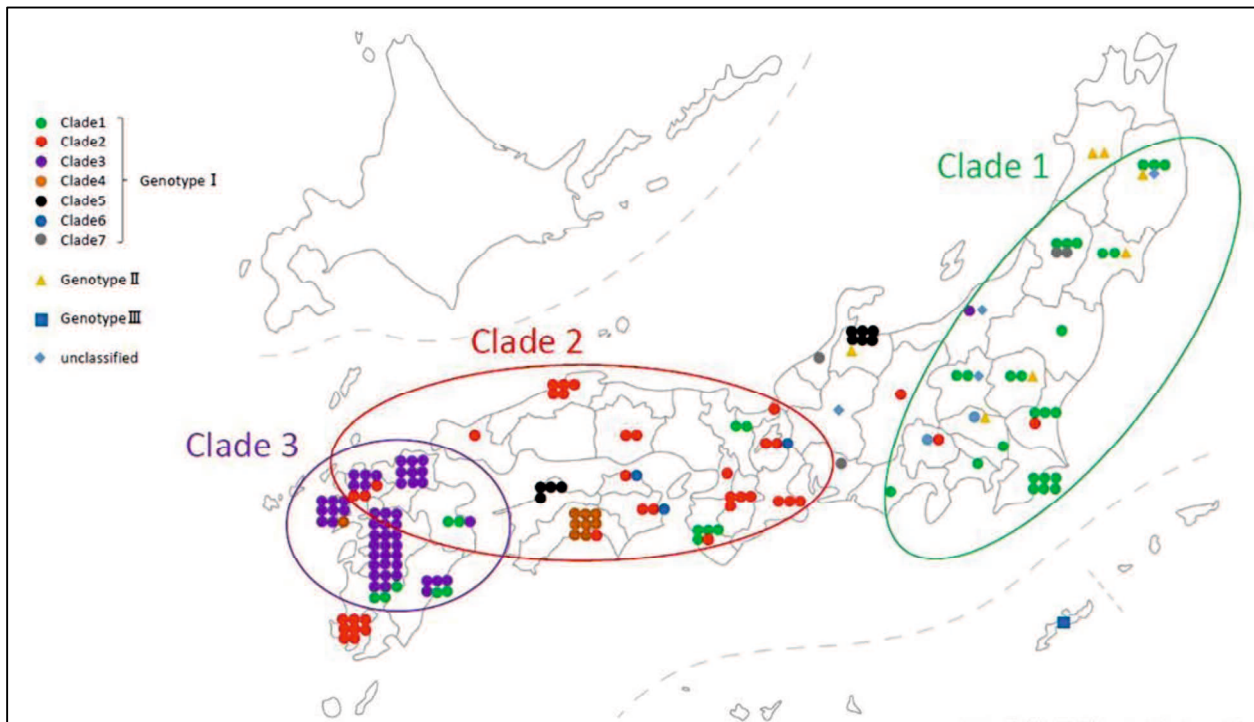 Clade1
Clade2
Clade3
Clade4
Clade5
Clade6
Clade7
Genotype Ⅰ
Genotype Ⅱ
Genotype Ⅲ
unclassified
Clade 1
Clade 2
Clade 3